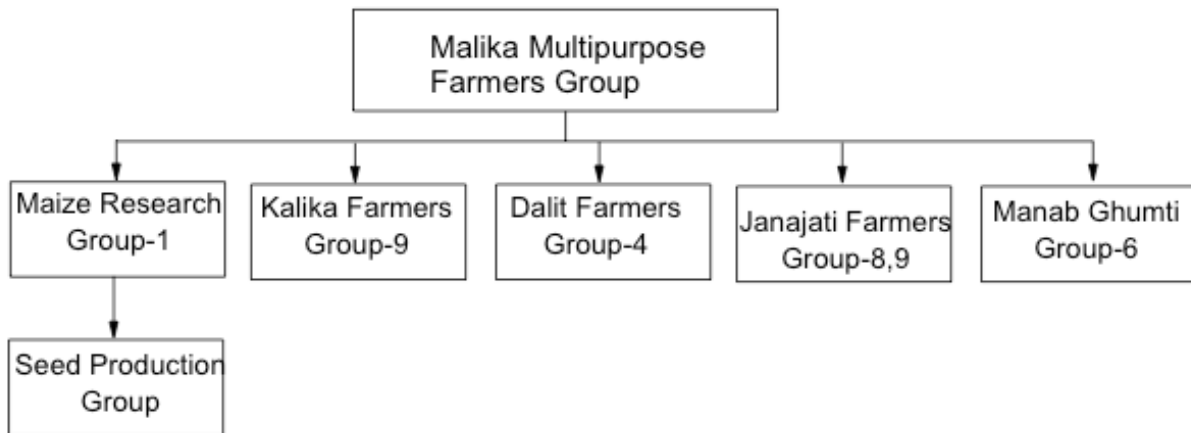 Malika Multipurpose
Farmers Group
Maize Research
Group-1
Kalika Farmers
Group-9
Dalit Farmers
Group-4
Janajati Farmers
Group-8,9
Manab Ghumti
Group-6
Seed Production
Group